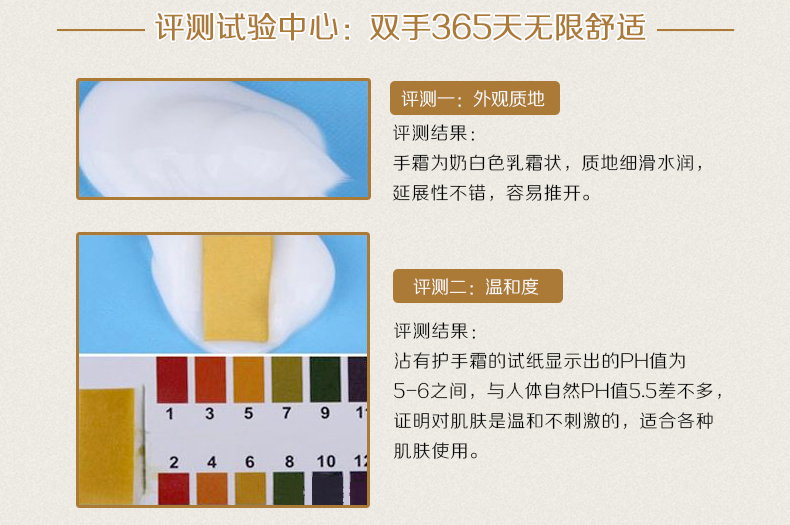 评测试验中心：双手365天无限舒适
评测一：外观质地
评测结果：
手霜为奶白色乳霜状，质地细滑水润，
延展性不错，容易推开。
评测二：温和度
评测结果：
沾有护手霜的试纸显示出的PH值为
5-6之间，与人体自然PH值5.5差不多，
证明对肌肤是温和不刺激的，适合各种
肌肤使用。
1 3 5 7 9 11
2 4 6 8 10 12